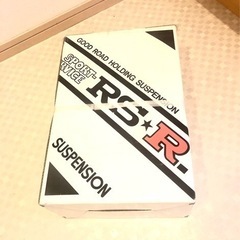 GOOD ROAD HOLDING SUSPENSION
SPORT-
VICE
RS★R.
SUSPENSION